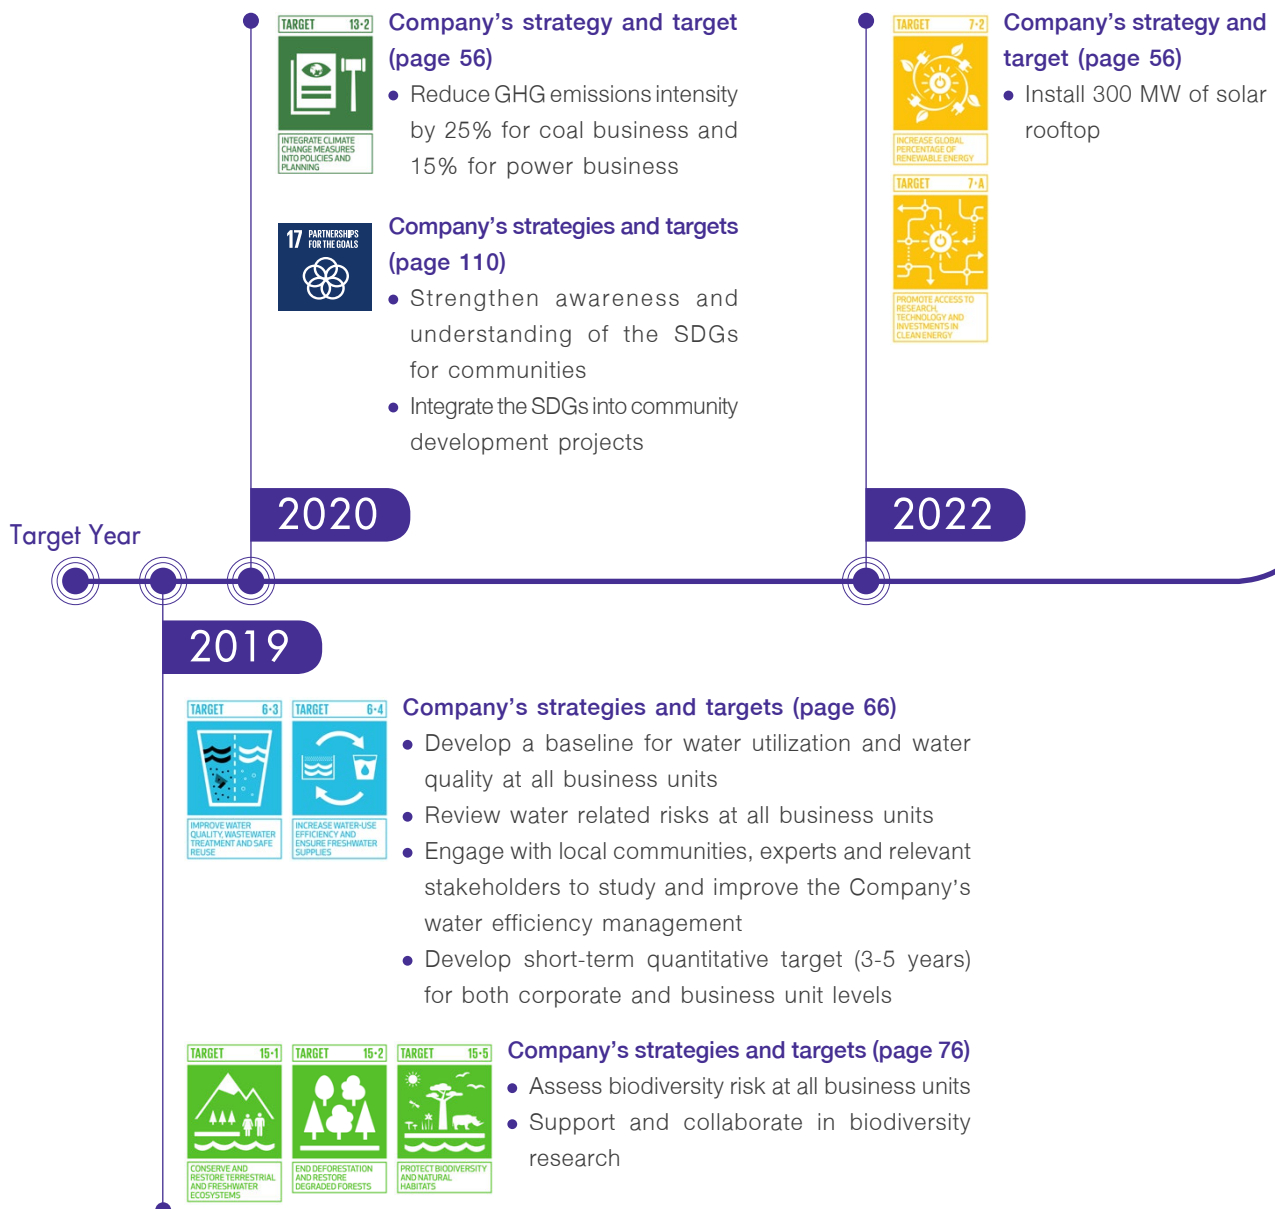 TARGET 13·2
INTEGRATE CLIMATE
CHANGE MEASURES
INTO POLICIES AND
PLANNING
Company's strategy and target
(page 56)
• Reduce GHG emissions intensity
by 25% for coal business and
15% for power business
17 PARTNERSHIPS
FOR THE GOALS
Company's strategies and targets
(page 110)
• Strengthen awareness and
understanding of the SDGs
for communities
• Integrate the SDGs into community
development projects
2020
TARGET 7·2
INCREASE GLOBAL
PERCENTAGE OF
RENEWABLE ENERGY
TARGET 7·A
PROMOTE ACCESS TO
RESEARCH,
TECHNOLOGY AND
INVESTMENTS IN
CLEAN ENERGY
Company's strategy and
target (page 56)
• Install 300 MW of solar
rooftop
2022
Target Year
2019
TARGET 6·3
IMPROVE WATER
QUALITY, WASTEWATER
TREATMENT AND SAFE
REUSE
TARGET 6·4
INCREASE WATER-USE
EFFICIENCY AND
ENSURE FRESHWATER
SUPPLIES
Company's strategies and targets (page 66)
• Develop a baseline for water utilization and water
quality at all business units
• Review water related risks at all business units
• Engage with local communities, experts and relevant
stakeholders to study and improve the Company's
water efficiency management
• Develop short-term quantitative target (3-5 years)
for both corporate and business unit levels
TARGET 15·1
CONSERVE AND
RESTORE TERRESTRIAL
AND FRESHWATER
ECOSYSTEMS
TARGET 15·2
END DEFORESTATION
AND RESTORE
DEGRADED FORESTS
TARGET 15·5
PROTECT BIODIVERSITY
AND NATURAL
HABITATS
Company's strategies and targets (page 76)
• Assess biodiversity risk at all business units
• Support and collaborate in biodiversity
research